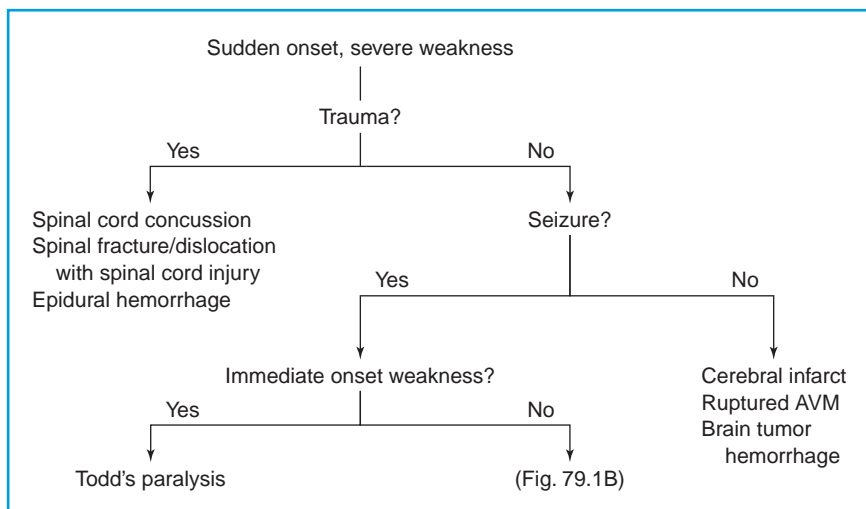 Sudden onset, severe weakness
Trauma?
Yes
No
Spinal cord concussion
Spinal fracture/dislocation
with spinal cord injury
Epidural hemorrhage
Seizure?
Yes
No
Immediate onset weakness?
Cerebral infarct
Ruptured AVM
Brain tumor
hemorrhage
Yes
No
Todd's paralysis
(Fig. 79.1B)